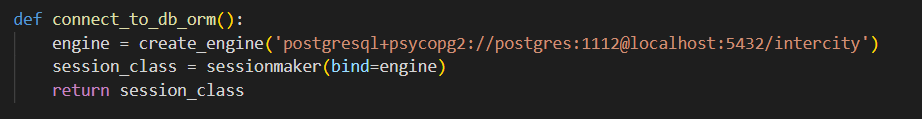 def connect_to_db_orm():
    engine = create_engine('postgresql+psycopg2://postgres:1112@localhost:5432/intercity')
    session_class = sessionmaker(bind=engine)
    return session_class